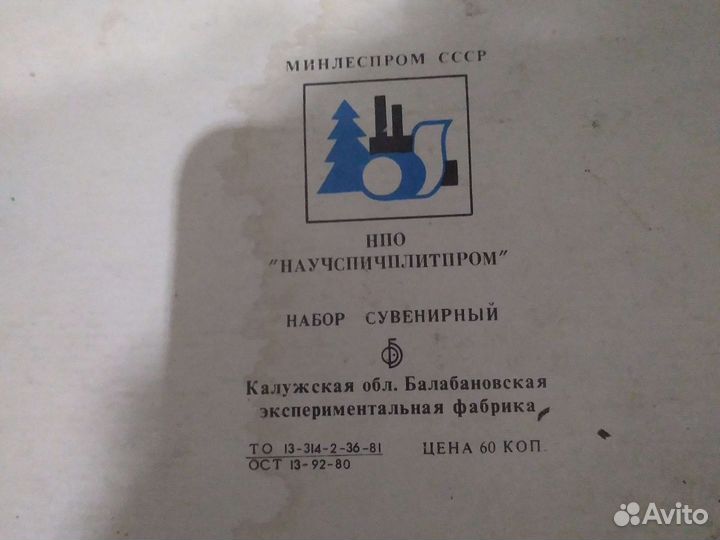 МИНЛЕСПРОМ СССР
НПО
"НАУЧСПИЧПЛИТПРОМ"
НАБОР СУВЕНИРНЫЙ
Калужская обл. Балабановская
экспериментальная фабрика
ТО 13-314-2-36-81 ЦЕНА 60 КОП.
ОСТ 13-92-80
Avito